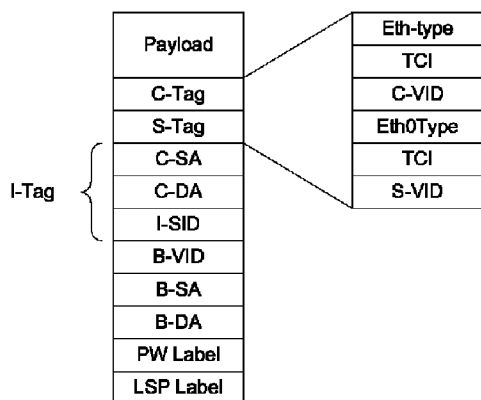 Payload
C-Tag
S-Tag
C-SA
C-DA
I-SID
B-VID
B-SA
B-DA
PW Label
LSP Label
I-Tag
Eth-type
TCI
C-VID
Eth0Type
TCI
S-VID